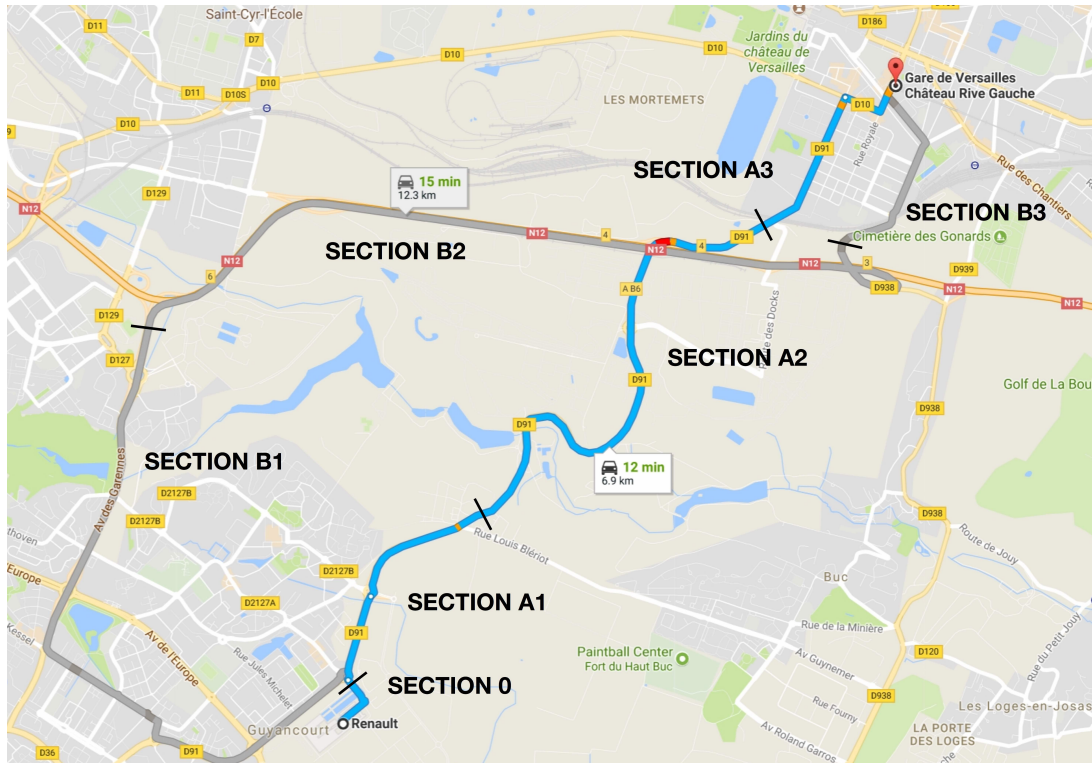 Saint-Cyr-l'École
D11
D7
D10
D186
Jardins du
château de
Versailles
D10
D10
D10S
D11
D10
Gare de Versailles
Château Rive Gauche
D10
LES MORTEMETS
Rue Royale
D91
Rue des Chantiers
SECTION A3
15 min
12.3 km
D129
N12
SECTION B3
Cimetière des Gonards
N12
4
D91
4
N12
SECTION B2
N12
N12
3
D939
6
D938
N12
N12
A B6
D129
D127
SECTION A2
D91
Golf de La Bou
D938
D91
SECTION B1
12 min
6.9 km
Av des Garennes
D2127B
D2127B
D938
Rue Louis Blériot
Route de Jouy
l'Europe
D2127B
Buc
D2127A
SECTION A1
Rue de la Minière
D91
Kessel
Av de l'Europe
Rue Jules Michelet
Paintball Center
Fort du Haut Buc
Av Guynemer
D120
Rue du Petit Jouy
SECTION 0
D938
Rue Fourny
Les Loges-en-Josas
Renault
Guyancourt
Av Roland Garros
LA PORTE
DES LOGES
D36
D91